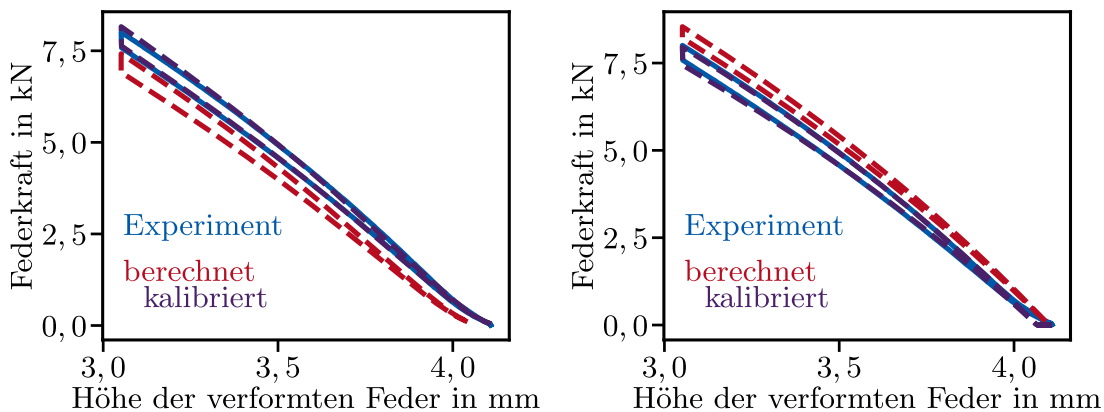 Federkraft in kN
7,5
5,0
2,5
0,0
Experiment
berechnet
kalibriert
3,0 3,5 4,0
Höhe der verformten Feder in mm
Federkraft in kN
7,5
5,0
2,5
0,0
Experiment
berechnet
kalibriert
3,0 3,5 4,0
Höhe der verformten Feder in mm